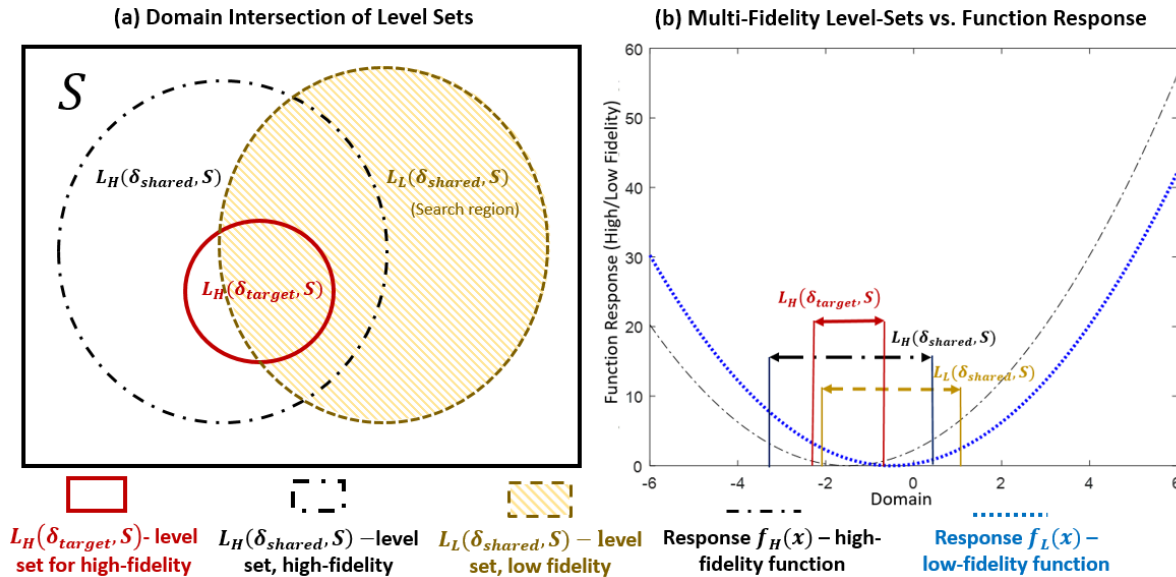 (a) Domain Intersection of Level Sets
S
L_H(δ_shared, S)
L_L(δ_shared, S)
(Search region)
L_H(δ_target, S)
(b) Multi-Fidelity Level-Sets vs. Function Response
Function Response (High/Low Fidelity)
60
50
40
30
20
10
0
L_H(δ_target, S)
L_H(δ_shared, S)
L_L(δ_shared, S)
-6
-4
-2
0
2
4
6
Domain
L_H(δ_target, S)- level
set for high-fidelity
L_H(δ_shared, S) –level
set, high-fidelity
L_L(δ_shared, S) – level
set, low fidelity
Response f_H(x) – high-
fidelity function
Response f_L(x) –
low-fidelity function